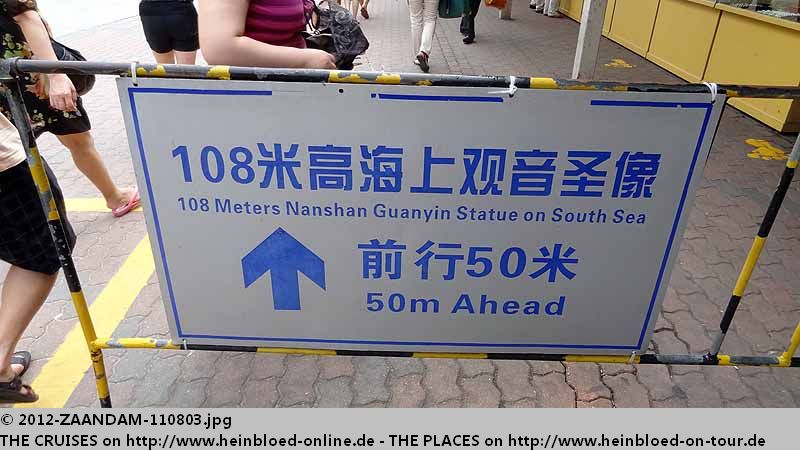 108米高海上观音圣像
108 Meters Nanshan Guanyin Statue on South Sea
前行50米
50m Ahead
© 2012-ZAANDAM-110803.jpg
THE CRUISES on http://www.heinbloed-online.de - THE PLACES on http://www.heinbloed-on-tour.de